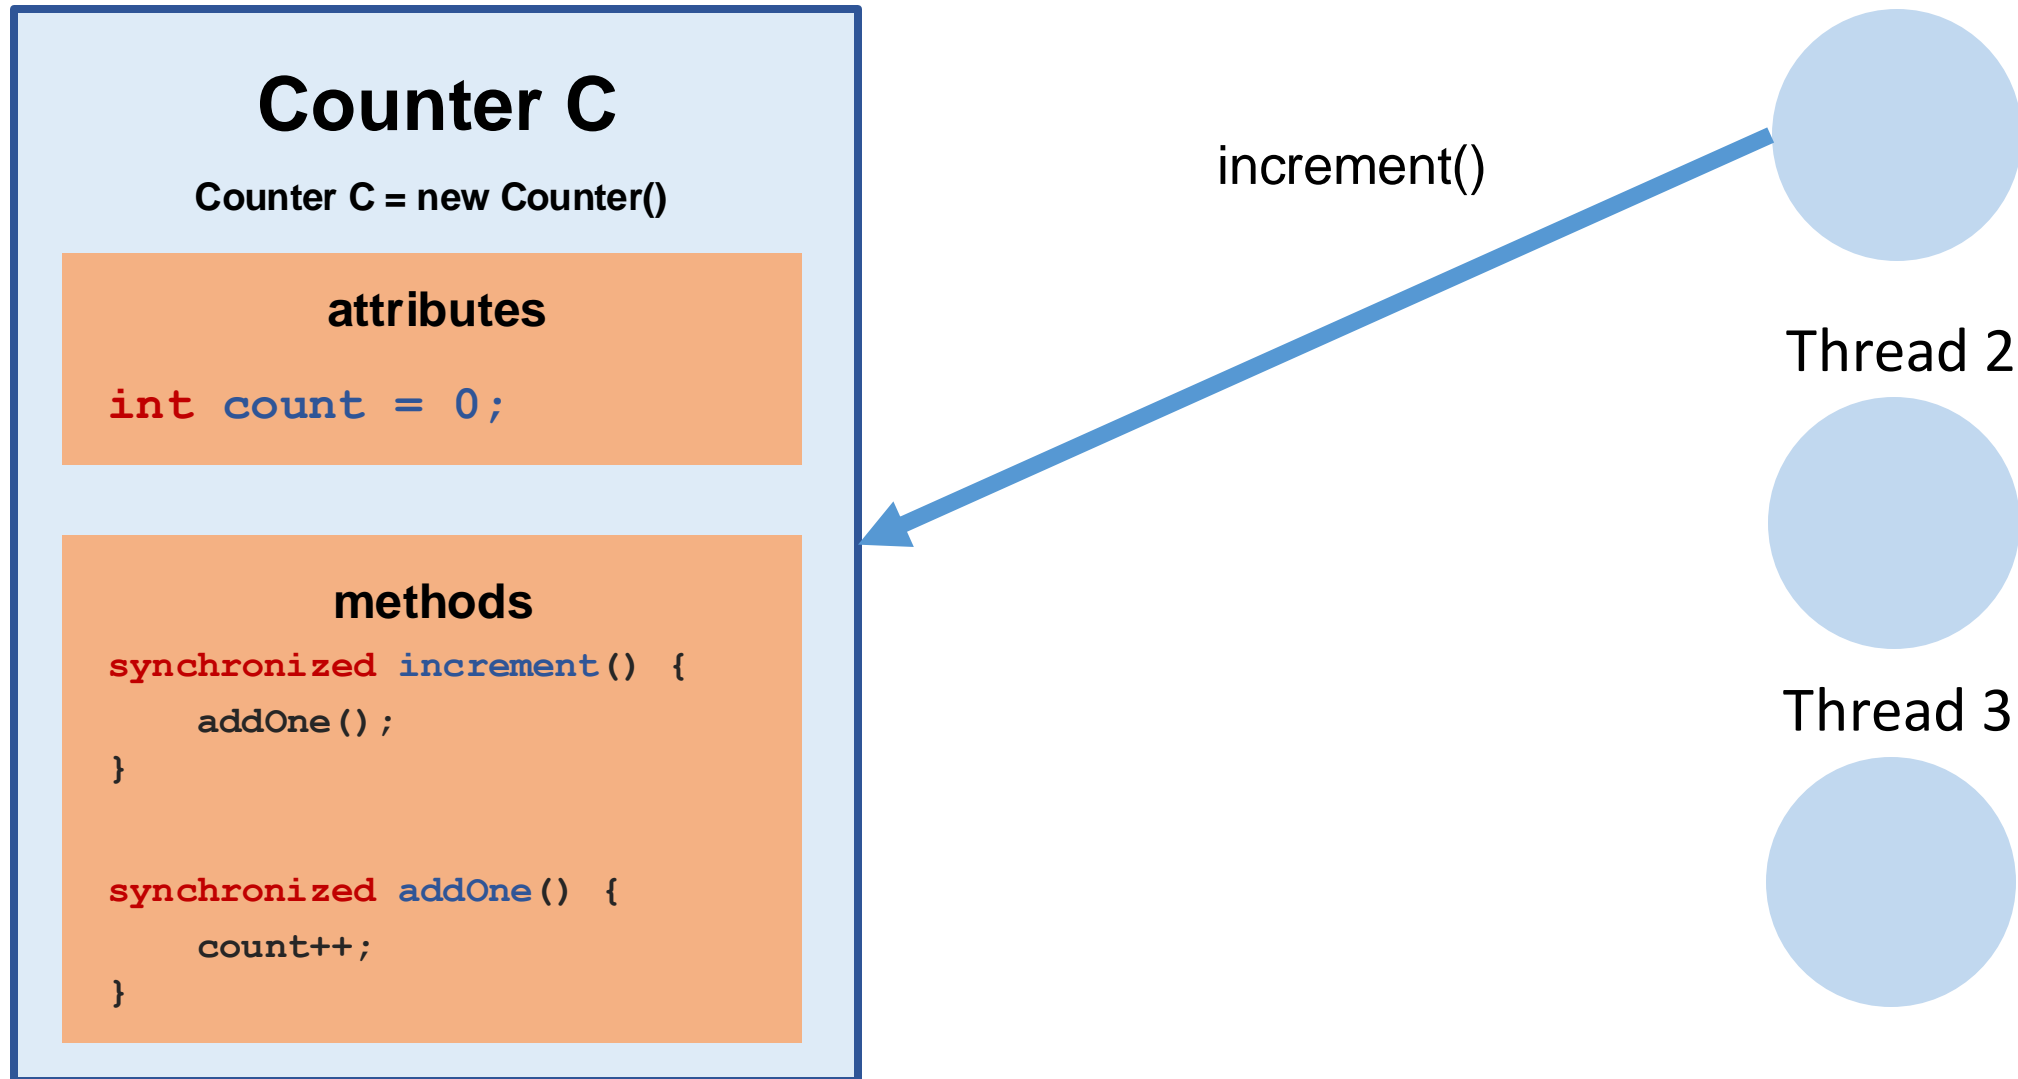 Counter C
Counter C = new Counter()
attributes
int count = 0;
methods
synchronized increment() {
addOne();
}
synchronized addOne() {
count++;
}
increment()
Thread 2
Thread 3